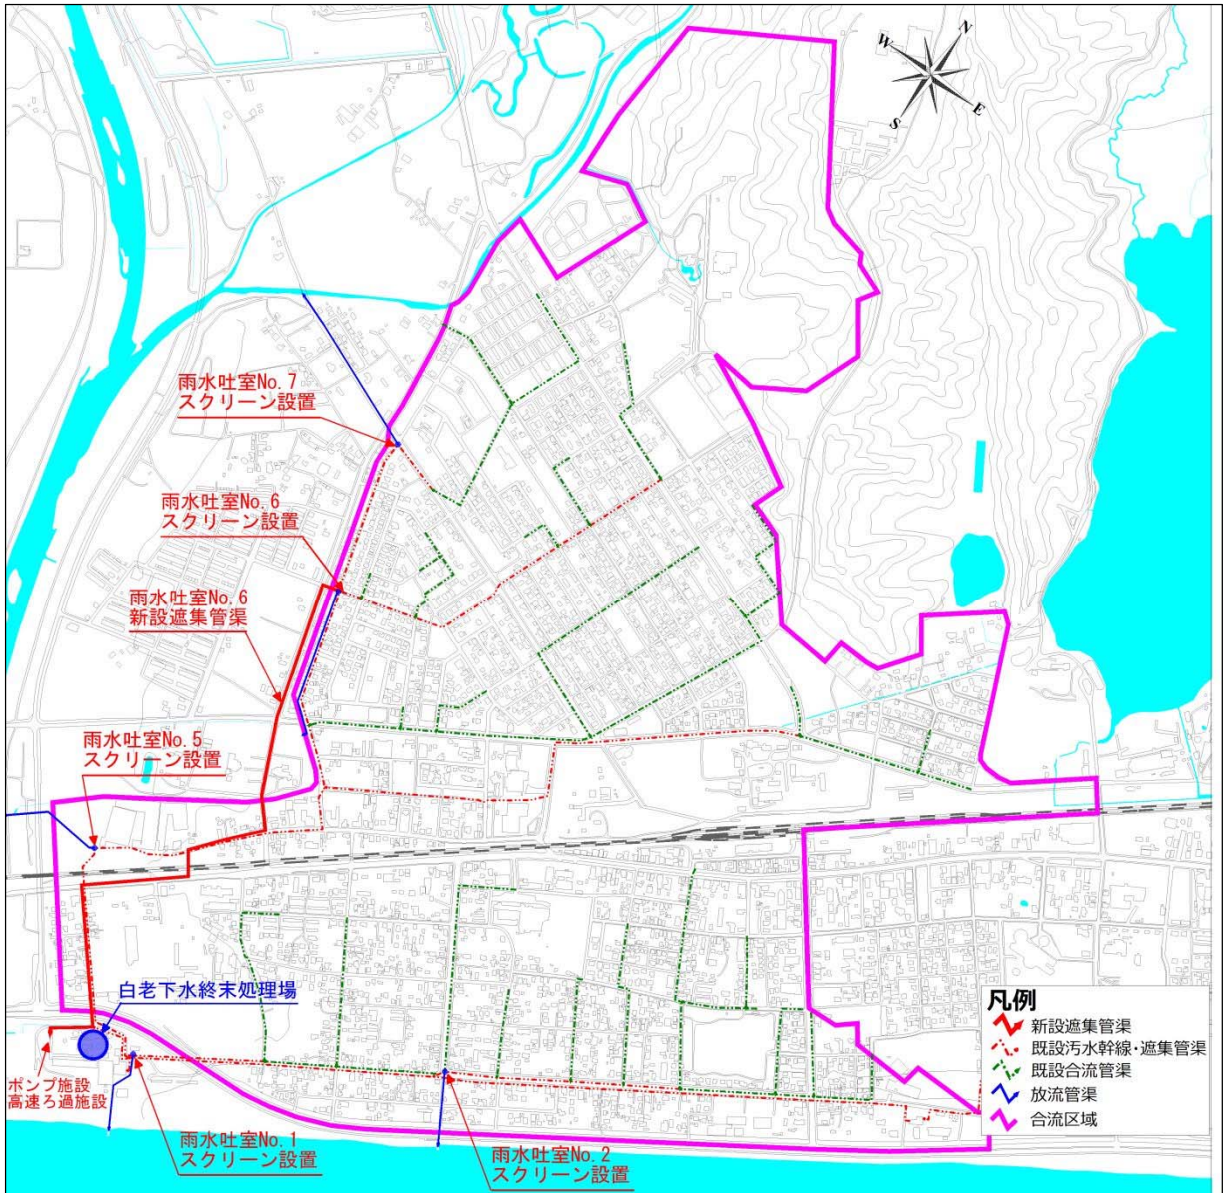 N
W
E
S
雨水吐室No.7
スクリーン設置
雨水吐室No.6
スクリーン設置
雨水吐室No.6
新設遮集管渠
雨水吐室No.5
スクリーン設置
白老下水終末処理場
ポンプ施設
高速ろ過施設
雨水吐室No.1
スクリーン設置
雨水吐室No.2
スクリーン設置
凡例
新設遮集管渠
既設汚水幹線・遮集管渠
既設合流管渠
放流管渠
合流区域